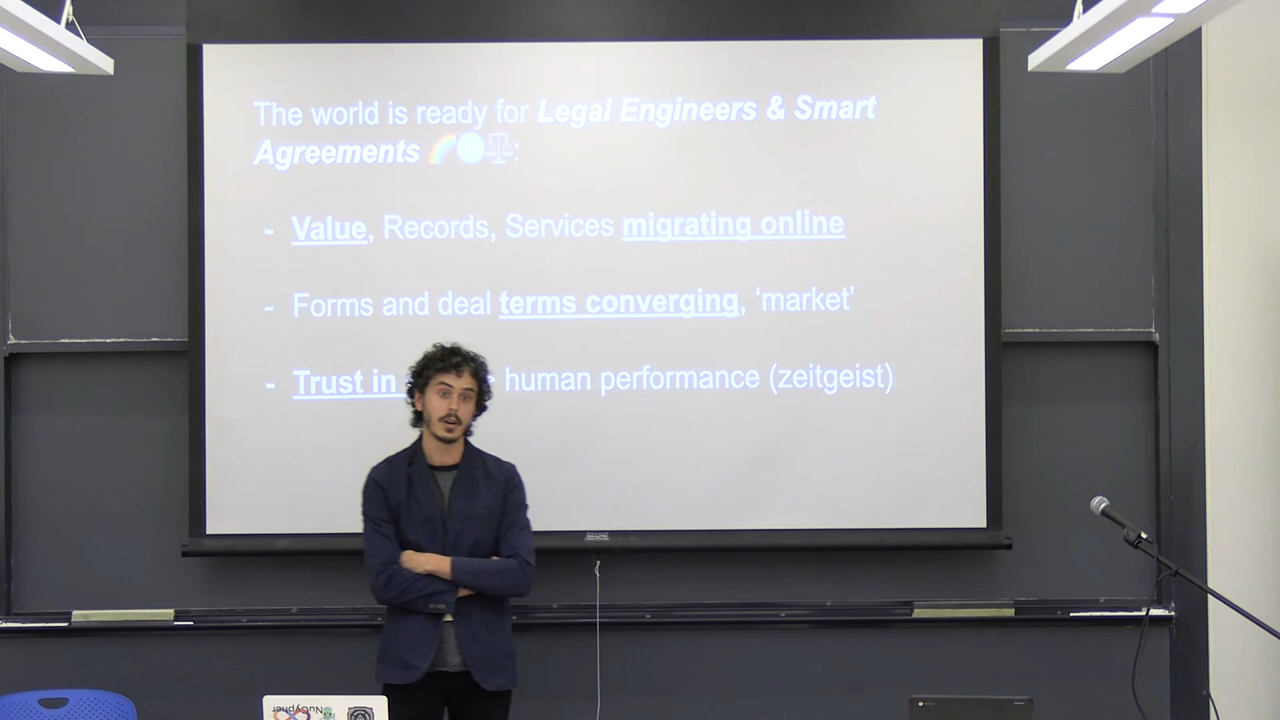 The world is ready for Legal Engineers & Smart
Agreements 🌈🌐⚖:
- Value, Records, Services migrating online
- Forms and deal terms converging, ‘market’
- Trust in human performance (zeitgeist)
NuCypher